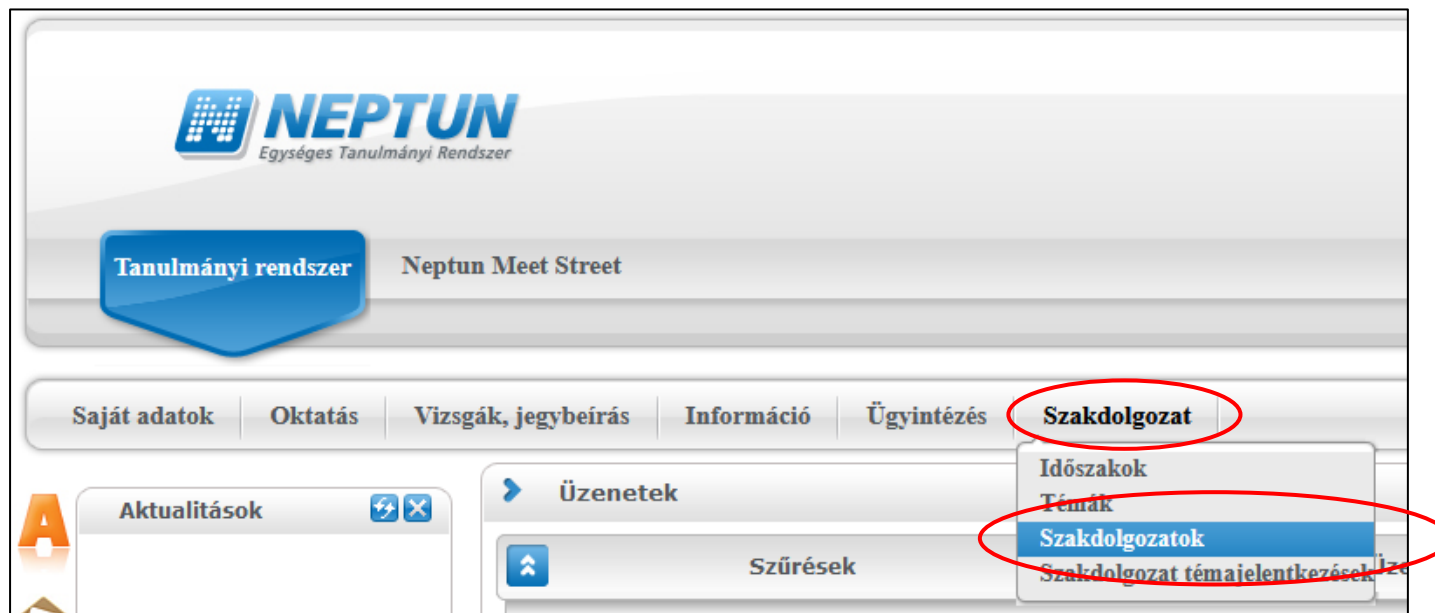 NEPTUN
Egységes Tanulmányi Rendszer
Tanulmányi rendszer
Neptun Meet Street
Saját adatok
Oktatás
Vizsgák, jegybeírás
Információ
Ügyintézés
Szakdolgozat
Időszakok
Témák
Szakdolgozatok
Szakdolgozat témajelentkezések
Aktualitások
Üzenetek
Szűrések